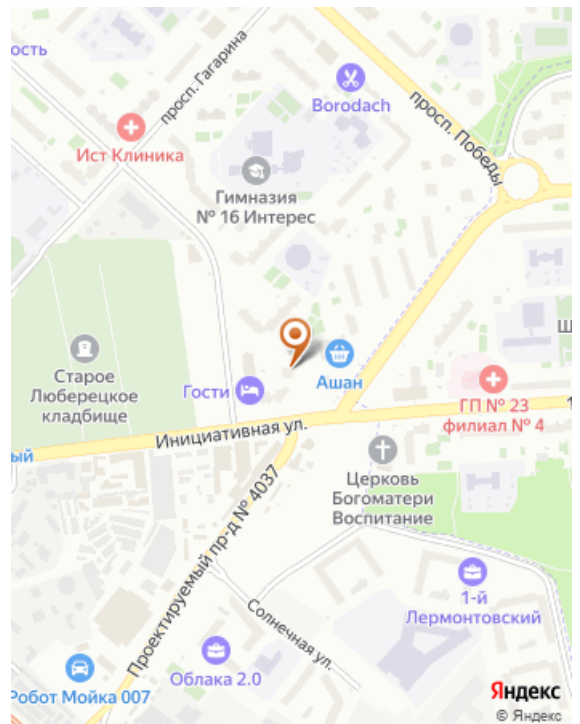 ость
просп. Гагарина
Borodach
просп. Победы
Ист Клиника
Гимназия
№ 16 Интерес
Старое
Люберецкое
кладбище
Гости
Ашан
Ш
ГП № 23
филиал № 4
1
Инициативная ул.
ый
Церковь
Богоматери
Воспитание
Проектируемый пр-д № 4037
1-й
Лермонтовский
Солнечная ул.
Облака 2.0
Робот Мойка 007
Яндекс
© Яндекс